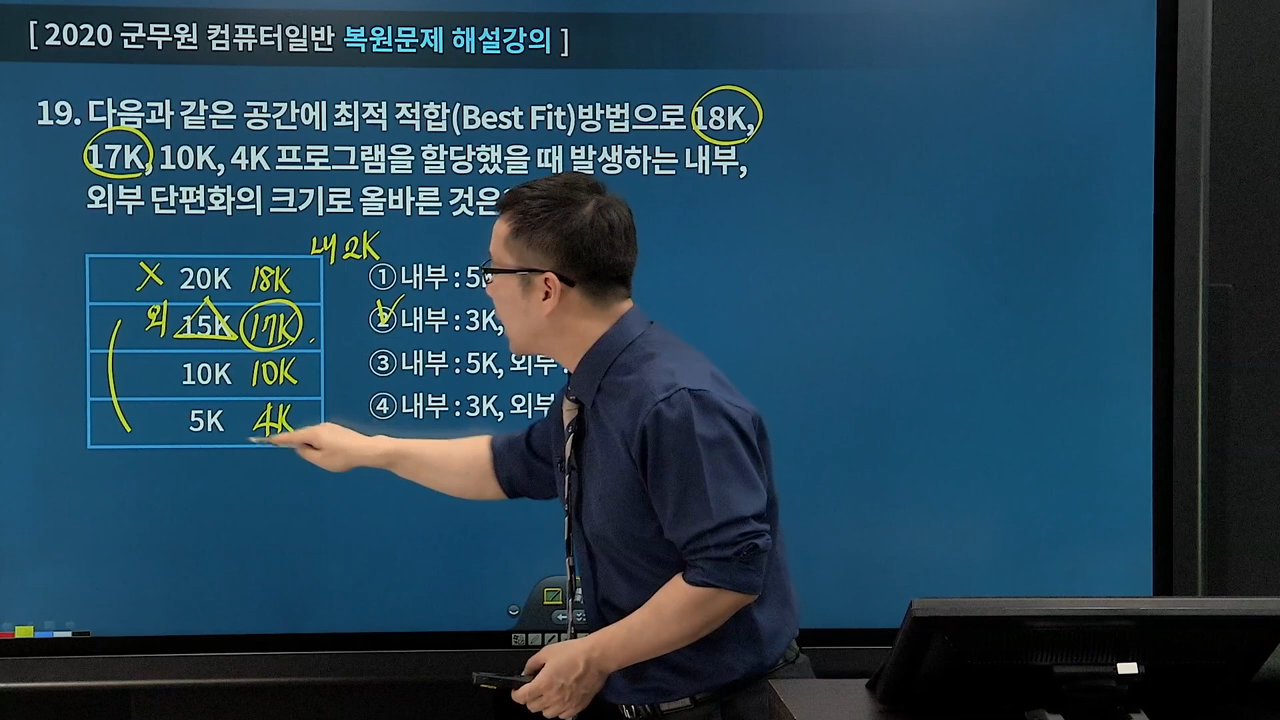 [ 2020 군무원 컴퓨터일반 복원문제 해설강의 ]
19. 다음과 같은 공간에 최적 적합(Best Fit)방법으로 18K,
17K, 10K, 4K 프로그램을 할당했을 때 발생하는 내부,
외부 단편화의 크기로 올바른 것은
내 2K
X 20K 18K
외 15K 17K
10K 10K
5K 4K
① 내부 : 5
② 내부 : 3K,
③ 내부 : 5K, 외부 :
④ 내부 : 3K, 외부